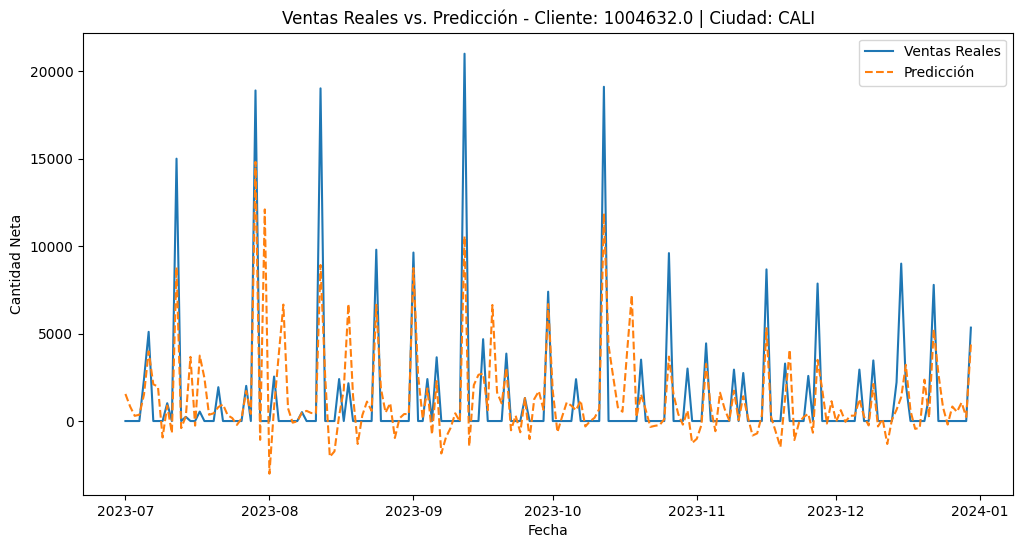 Ventas Reales vs. Predicción - Cliente: 1004632.0 | Ciudad: CALI
Ventas Reales
Predicción
Cantidad Neta
20000
15000
10000
5000
0
2023-07
2023-08
2023-09
2023-10
2023-11
2023-12
2024-01
Fecha